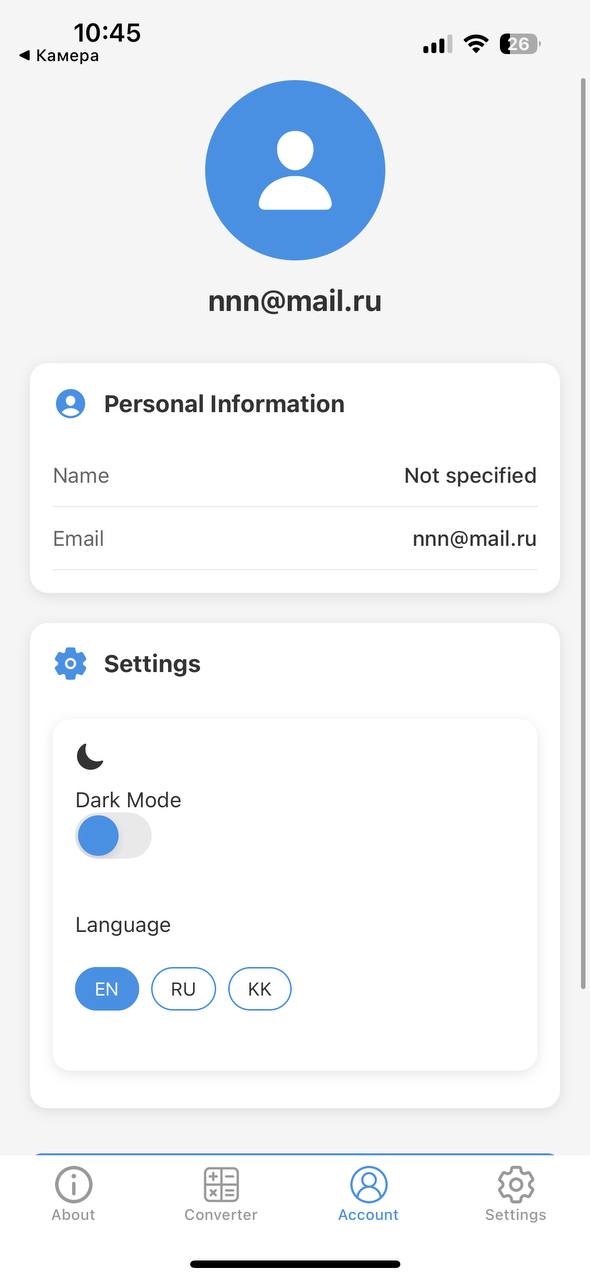 10:45
◀ Камера
26
nnn@mail.ru
Personal Information
Name Not specified
Email nnn@mail.ru
Settings
Dark Mode
Language
EN RU KK
About Converter Account Settings